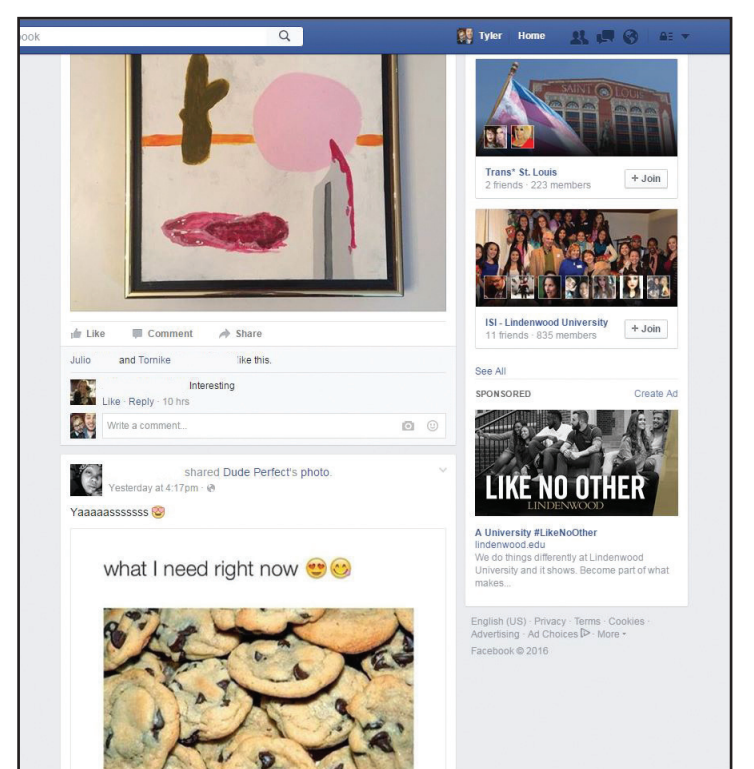 ook
Tyler Home
Like Comment Share
Julio and Tornike like this.
Interesting
Like · Reply · 10 hrs
Write a comment...
shared Dude Perfect's photo.
Yesterday at 4:17pm ·
Yaaaaasssssss
what I need right now
SAINT LOUIS
Trans* St. Louis
2 friends · 223 members
+ Join
ISI - Lindenwood University
11 friends · 835 members
+ Join
See All
SPONSORED Create Ad
LIKE NO OTHER
LINDENWOOD
A University #LikeNoOther
lindenwood.edu
We do things differently at Lindenwood
University and it shows. Become part of what
makes...
English (US) · Privacy · Terms · Cookies ·
Advertising · Ad Choices · More
Facebook © 2016